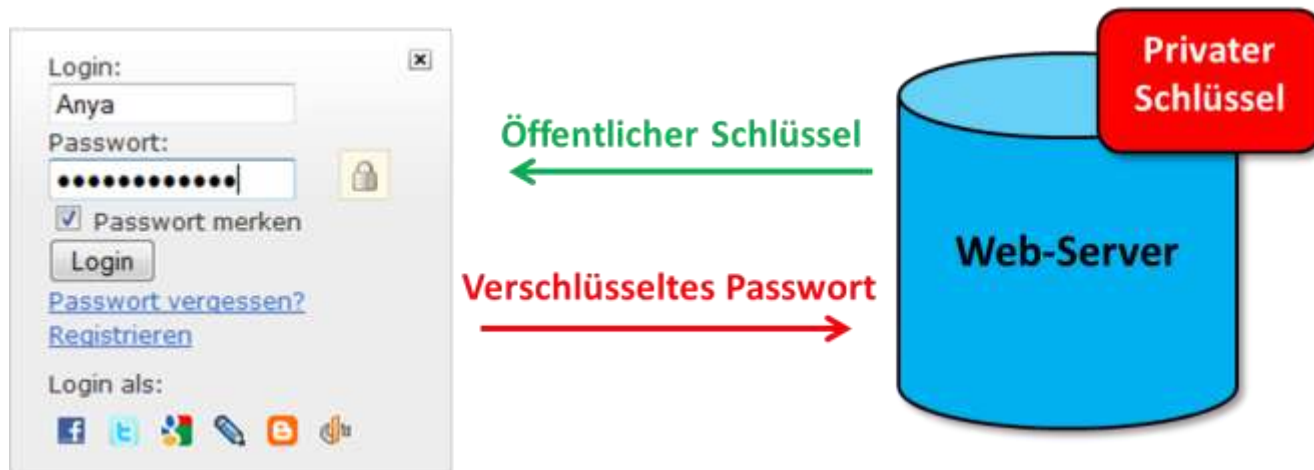 Login:
Anya
Passwort:
Passwort merken
Login
Passwort vergessen?
Registrieren
Login als:
Öffentlicher Schlüssel
Verschlüsseltes Passwort
Privater
Schlüssel
Web-Server